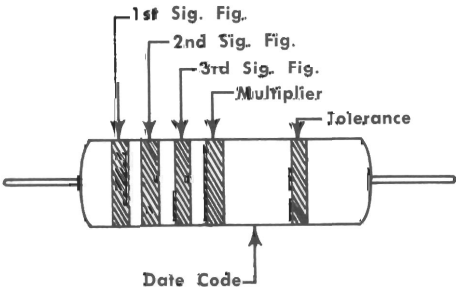 1st Sig. Fig.
2nd Sig. Fig.
3rd Sig. Fig.
Multiplier
Tolerance
Date Code